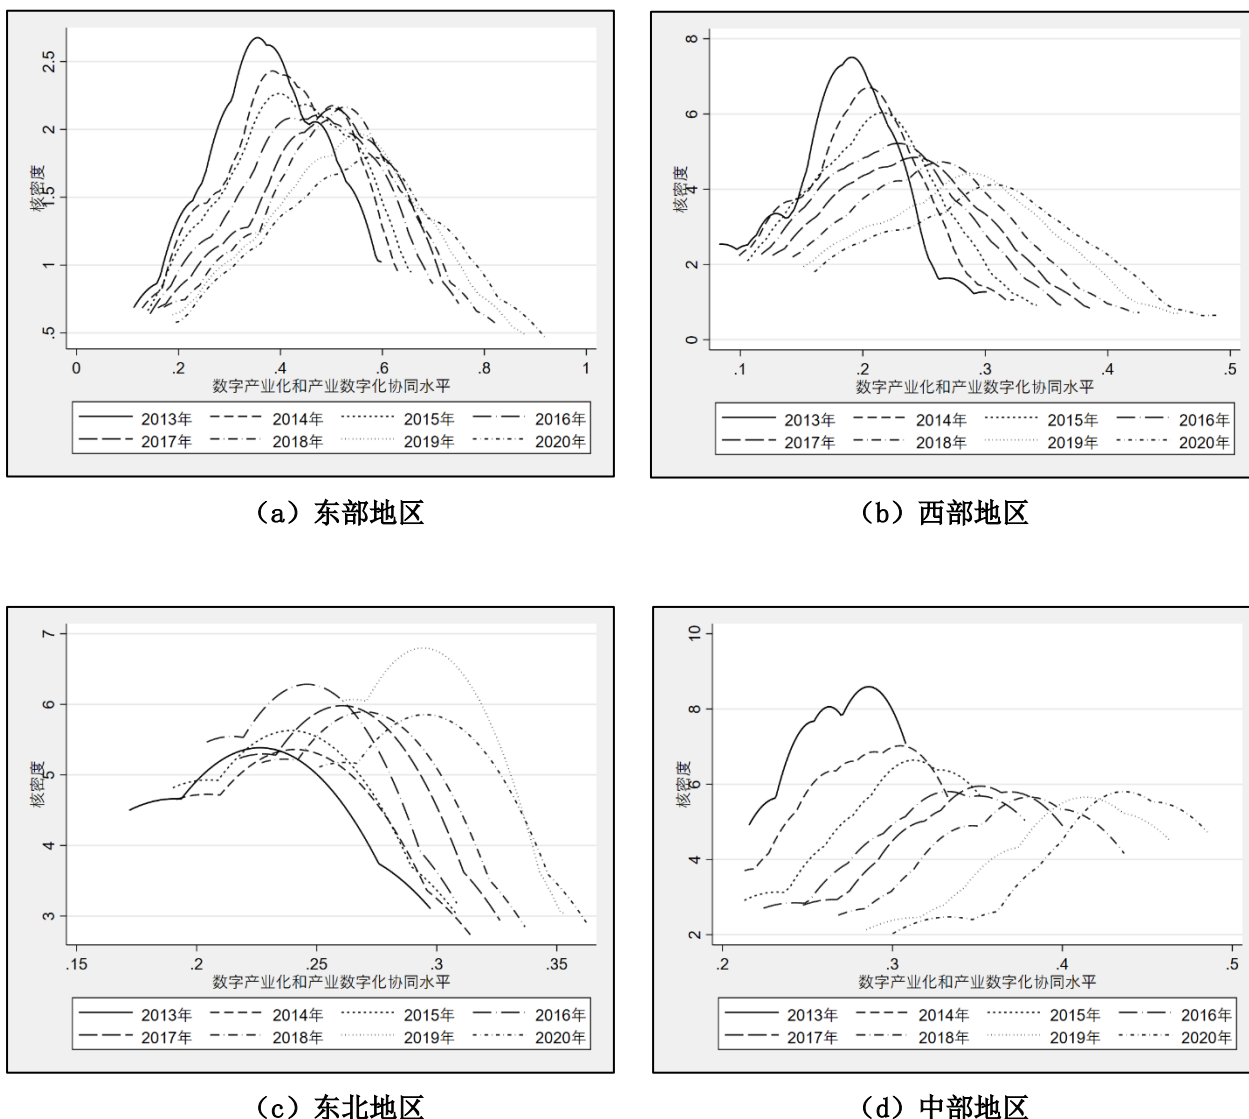 2.5
2
1.5
1
.5
核密度
0
.2
.4
.6
.8
1
数字产业化和产业数字化协同水平
2013年 2014年 2015年 2016年
2017年 2018年 2019年 2020年
(a) 东部地区
8
6
4
2
0
核密度
.1
.2
.3
.4
.5
数字产业化和产业数字化协同水平
2013年 2014年 2015年 2016年
2017年 2018年 2019年 2020年
(b) 西部地区
7
6
5
4
3
核密度
.15
.2
.25
.3
.35
数字产业化和产业数字化协同水平
2013年 2014年 2015年 2016年
2017年 2018年 2019年 2020年
(c) 东北地区
10
8
6
4
2
核密度
.2
.3
.4
.5
数字产业化和产业数字化协同水平
2013年 2014年 2015年 2016年
2017年 2018年 2019年 2020年
(d) 中部地区